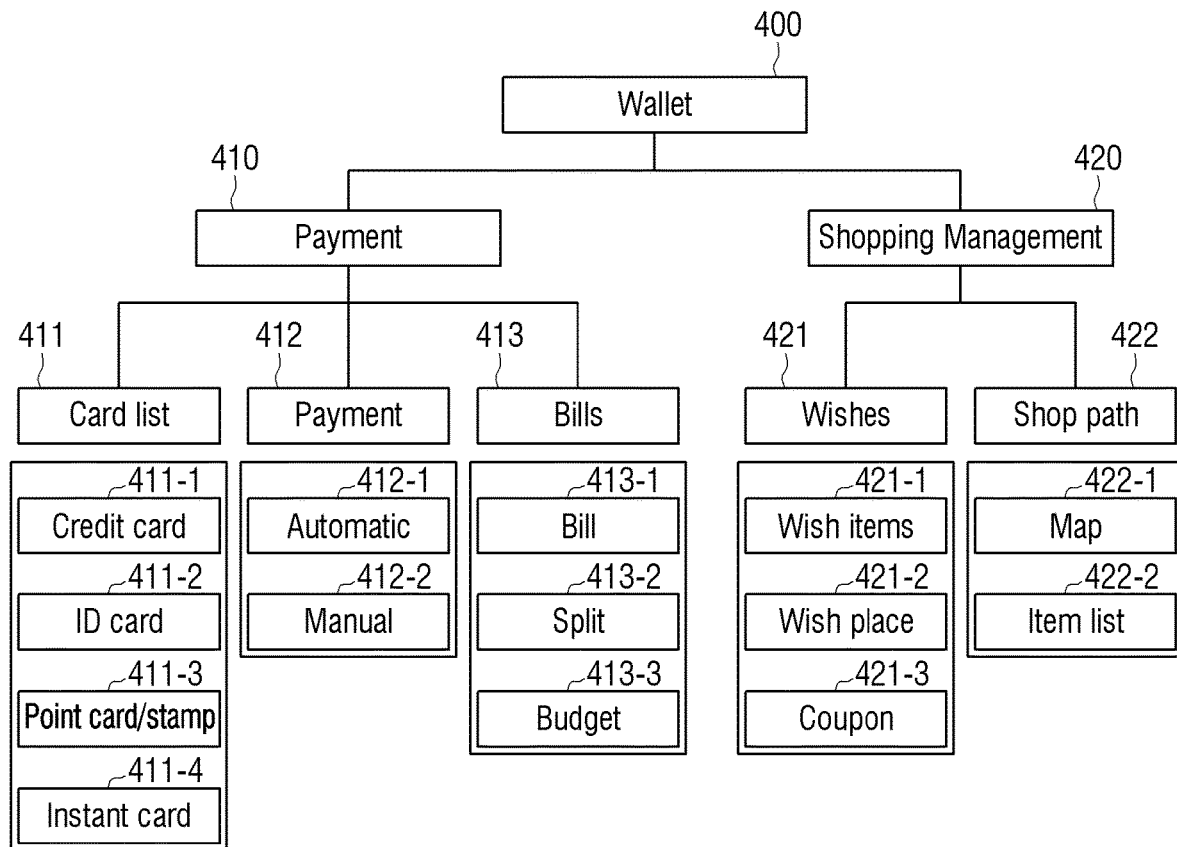 400
Wallet
410
420
Payment
Shopping Management
411
412
413
421
422
Card list
Payment
Bills
Wishes
Shop path
411-1
412-1
413-1
421-1
422-1
Credit card
Automatic
Bill
Wish items
Map
411-2
412-2
413-2
421-2
422-2
ID card
Manual
Split
Wish place
Item list
411-3
413-3
421-3
Point card/stamp
Budget
Coupon
411-4
Instant card